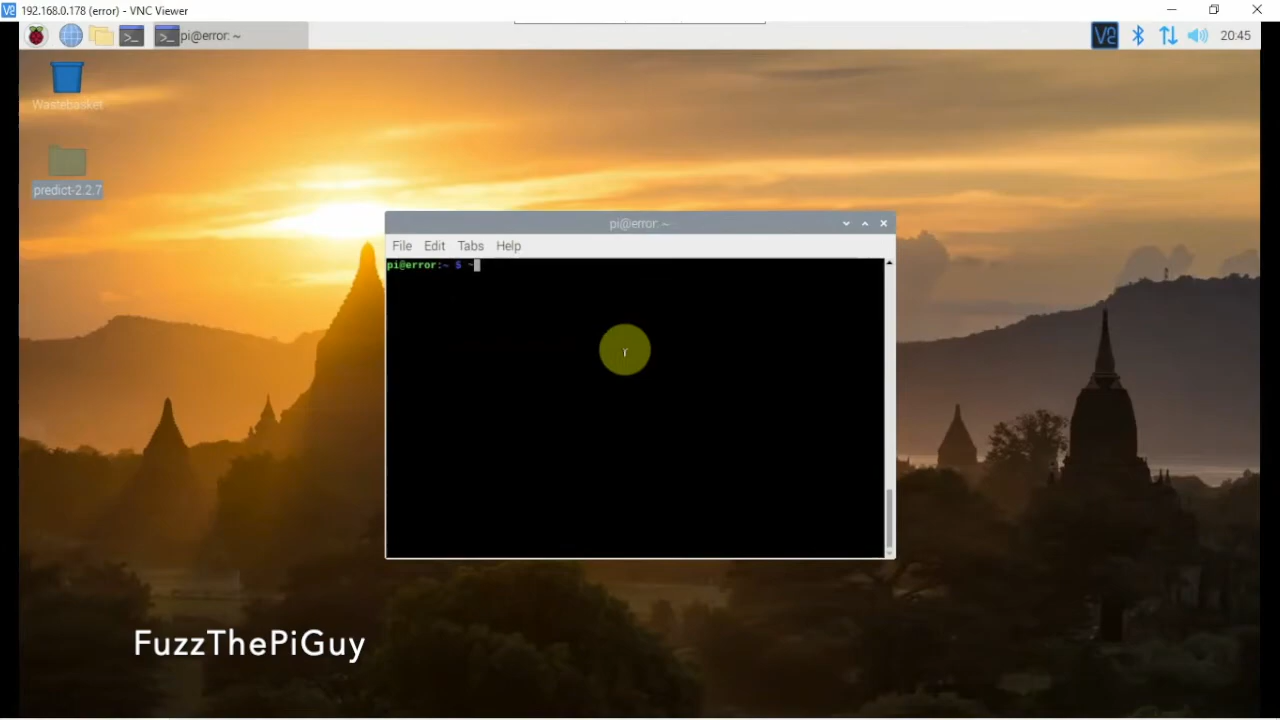 192.168.0.178 (error) - VNC Viewer
pi@error: ~
20:45
Wastebasket
predict-2.2.7
pi@error: ~
File Edit Tabs Help
pi@error:~ $ ~
FuzzThePiGuy